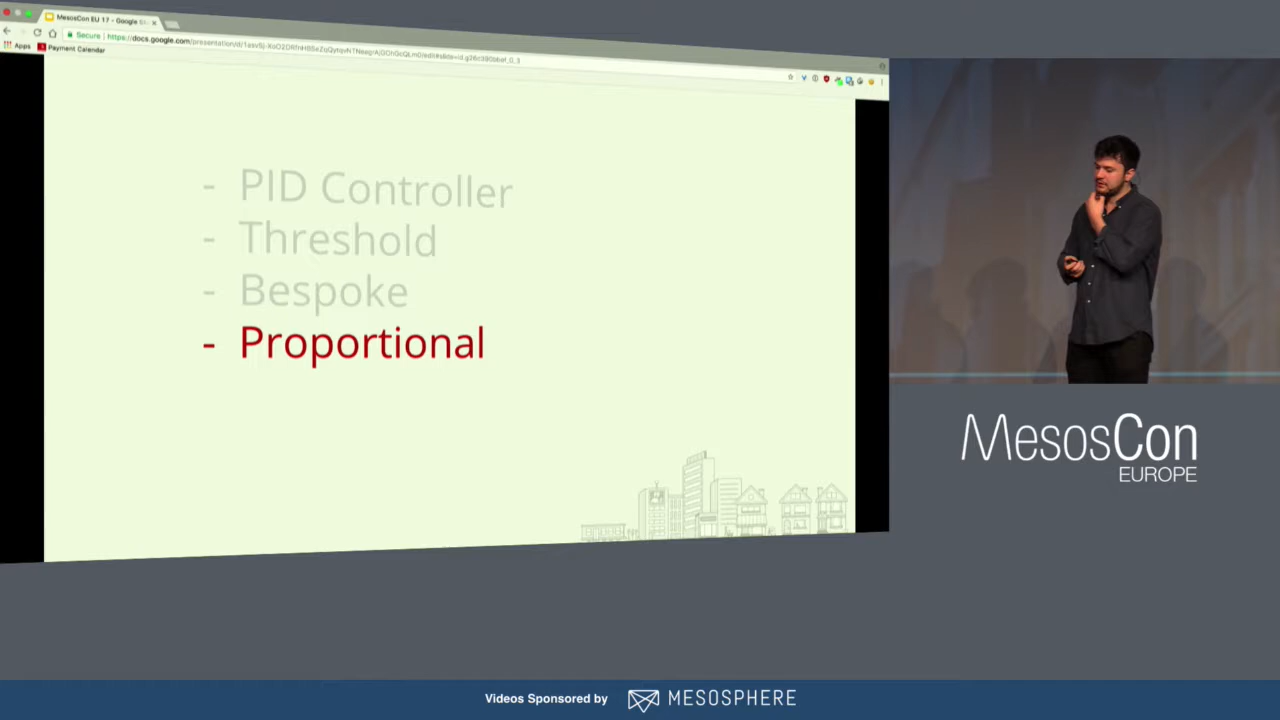 MesosCon EU 17 - Google
Secure
Apps
Payment Calendar
- PID Controller
- Threshold
- Bespoke
- Proportional
MesosCon
EUROPE
Videos Sponsored by
MESOSPHERE